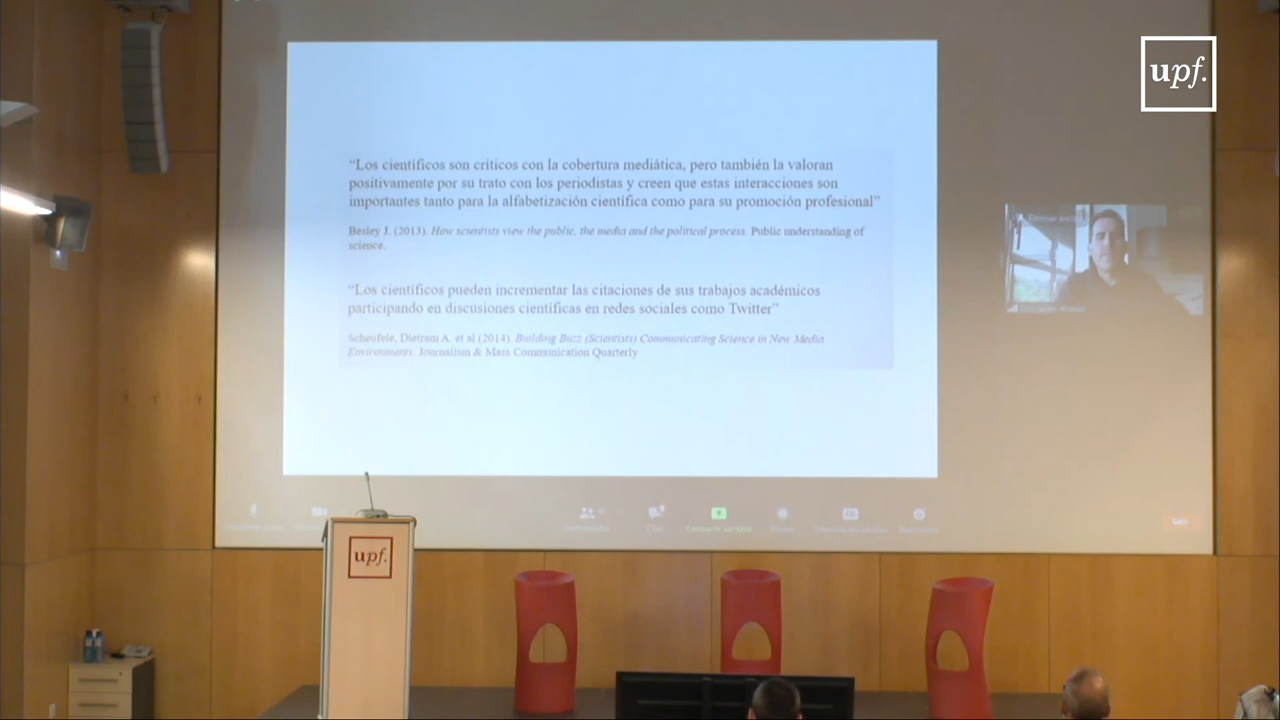 upf.
“Los científicos son críticos con la cobertura mediática, pero también la valoran
positivamente por su trato con los periodistas y creen que estas interacciones son
importantes tanto para la alfabetización científica como para su promoción profesional”
Besley J. (2013). How scientists view the public, the media and the political process. Public understanding of
science.
“Los científicos pueden incrementar las citaciones de sus trabajos académicos
participando en discusiones científicas en redes sociales como Twitter”
Scheufele, Dietram A. et al (2014). Building Buzz (Scientists) Communicating Science in New Media
Environments. Journalism & Mass Communication Quarterly
Chat
Compartir pantalla
upf.